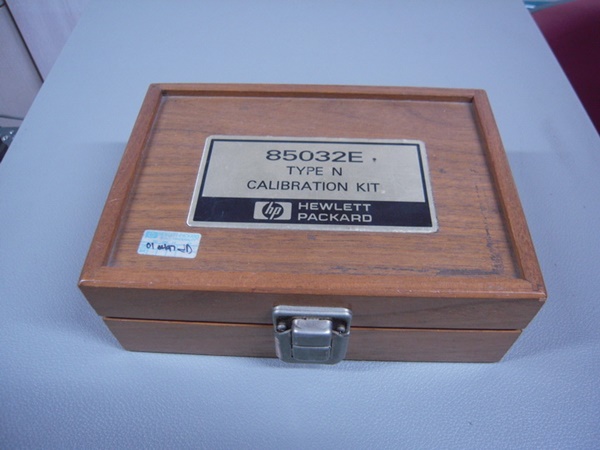 85032E
TYPE N
CALIBRATION KIT
hp HEWLETT
PACKARD